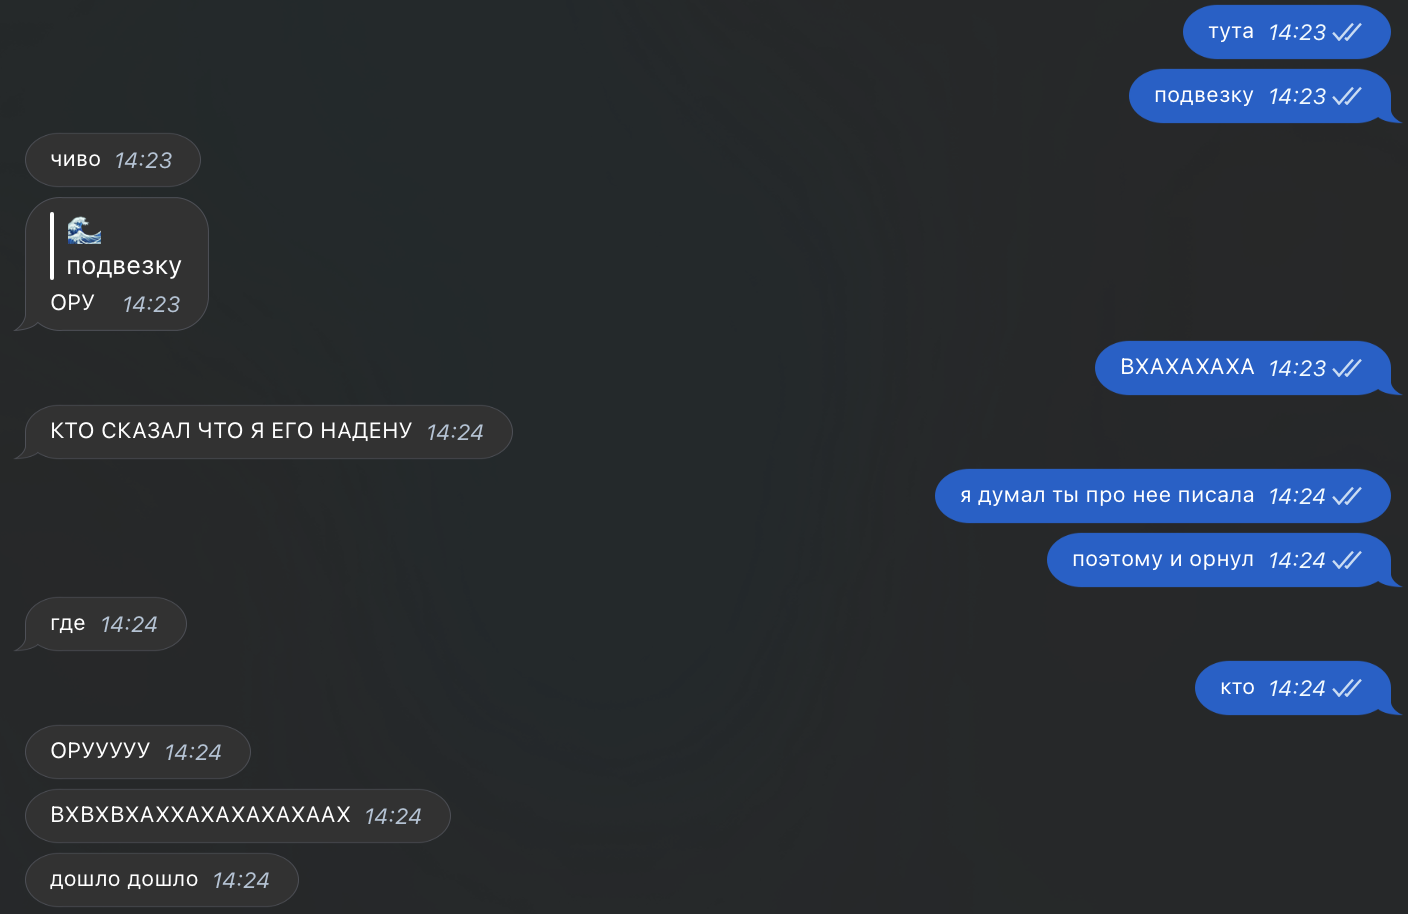 тута 14:23
подвезку 14:23
чиво 14:23
🌊
подвезку
ОРУ 14:23
ВХАХАХАХА 14:23
КТО СКАЗАЛ ЧТО Я ЕГО НАДЕНУ 14:24
я думал ты про нее писала 14:24
поэтому и орнул 14:24
где 14:24
кто 14:24
ОРУУУУУ 14:24
ВХВХВХАХХАХАХАХАХААХ 14:24
дошло дошло 14:24